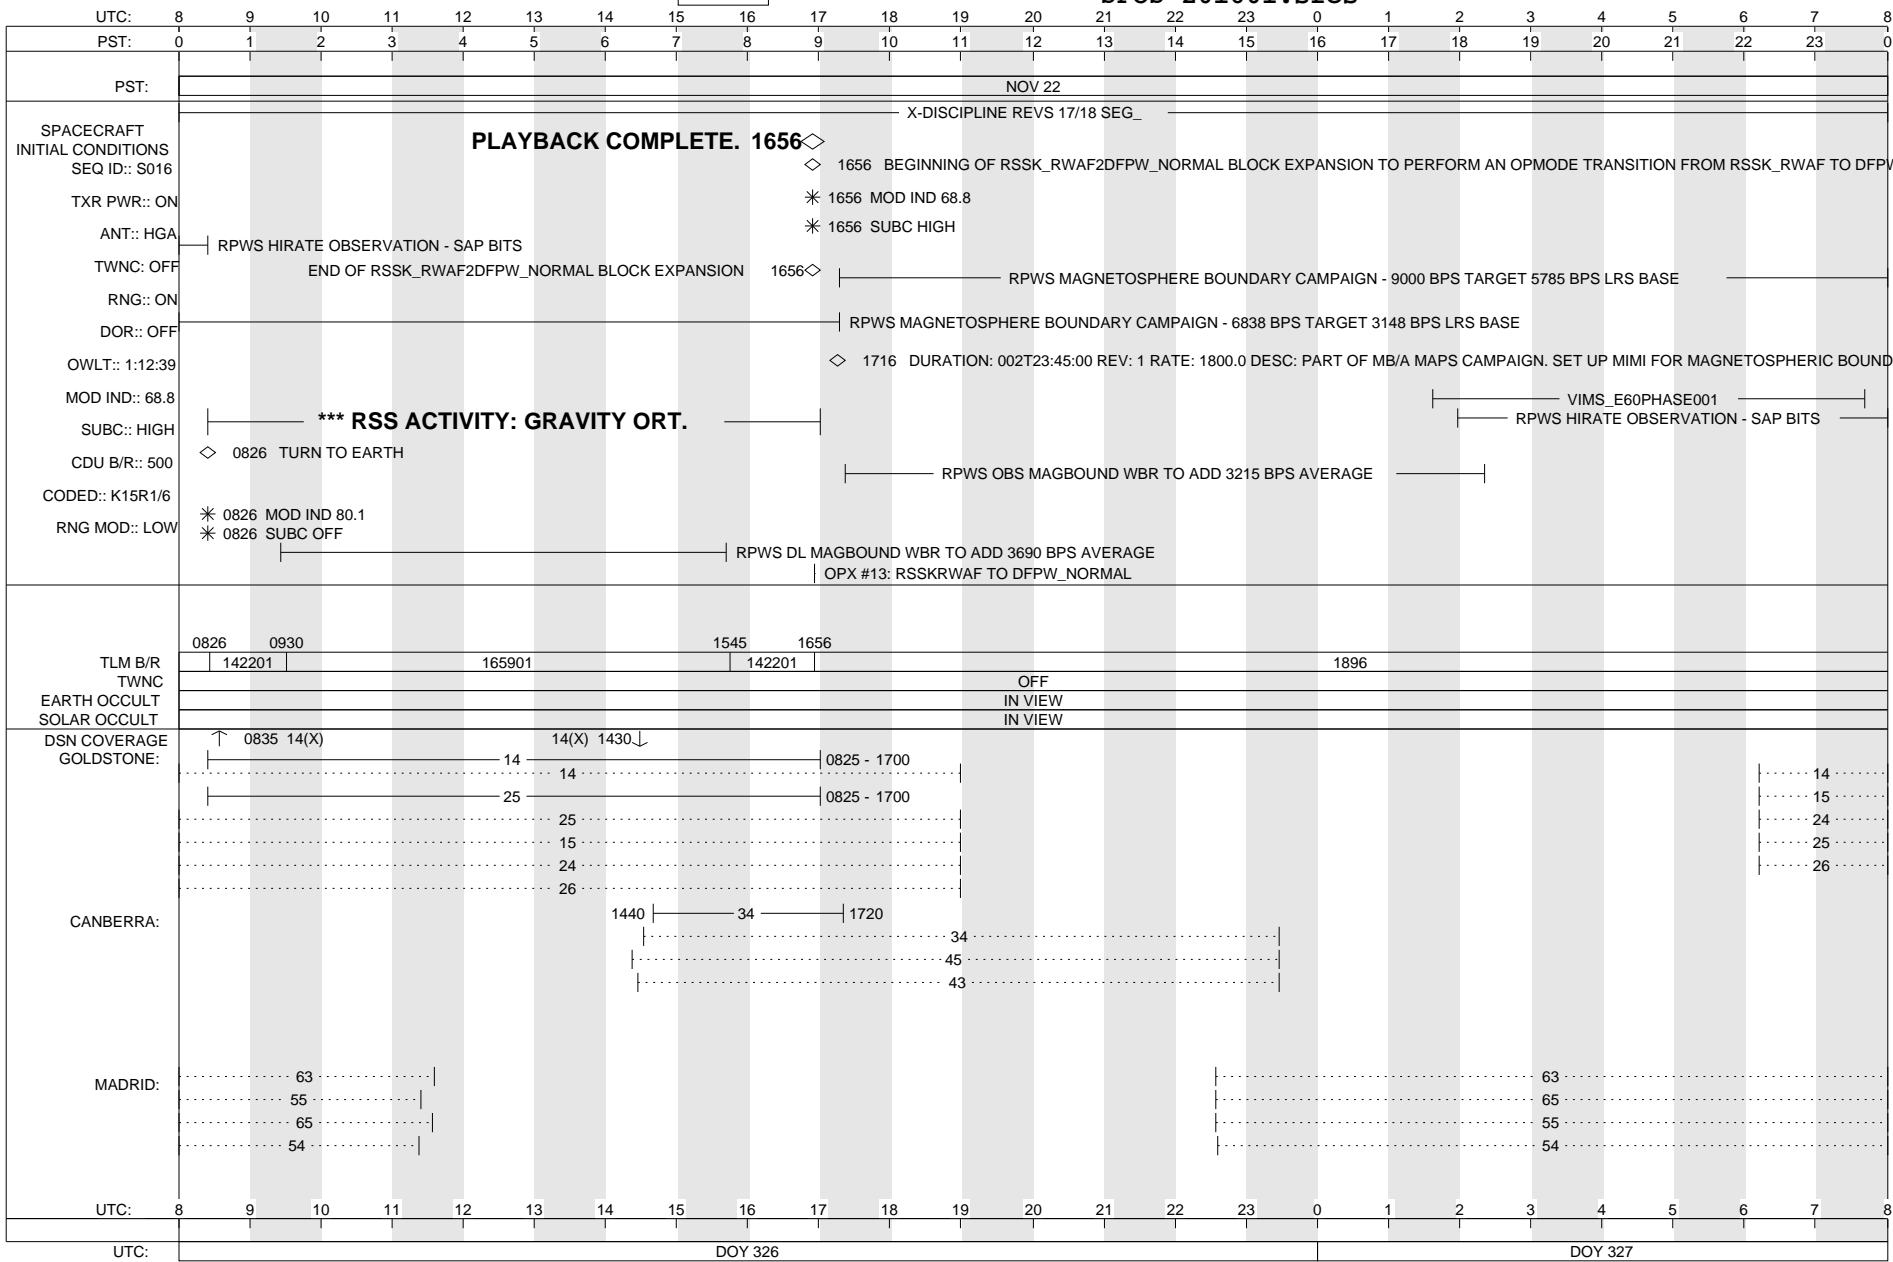 UTC: 8 9 10 11 12 13 14 15 16 17 18 19 20 21 22 23 0 1 2 3 4 5 6 7 8
PST: 0 1 2 3 4 5 6 7 8 9 10 11 12 13 14 15 16 17 18 19 20 21 22 23 0
PST: NOV 22
X-DISCIPLINE REVS 17/18 SEG_
SPACECRAFT
INITIAL CONDITIONS
SEQ ID:: S016
TXR PWR:: ON
ANT:: HGA
TWNC: OFF
RNG:: ON
DOR:: OFF
OWLT:: 1:12:39
MOD IND:: 68.8
SUBC:: HIGH
CDU B/R:: 500
CODED:: K15R1/6
RNG MOD:: LOW
PLAYBACK COMPLETE. 1656
1656 BEGINNING OF RSSK_RWAF2DFPW_NORMAL BLOCK EXPANSION TO PERFORM AN OPMODE TRANSITION FROM RSSK_RWAF TO DFPW
1656 MOD IND 68.8
1656 SUBC HIGH
RPWS HIRATE OBSERVATION - SAP BITS
END OF RSSK_RWAF2DFPW_NORMAL BLOCK EXPANSION 1656
RPWS MAGNETOSPHERE BOUNDARY CAMPAIGN - 9000 BPS TARGET 5785 BPS LRS BASE
RPWS MAGNETOSPHERE BOUNDARY CAMPAIGN - 6838 BPS TARGET 3148 BPS LRS BASE
1716 DURATION: 002T23:45:00 REV: 1 RATE: 1800.0 DESC: PART OF MB/A MAPS CAMPAIGN. SET UP MIMI FOR MAGNETOSPHERIC BOUND
VIMS_E60PHASE001
*** RSS ACTIVITY: GRAVITY ORT.
RPWS HIRATE OBSERVATION - SAP BITS
0826 TURN TO EARTH
RPWS OBS MAGBOUND WBR TO ADD 3215 BPS AVERAGE
0826 MOD IND 80.1
0826 SUBC OFF
RPWS DL MAGBOUND WBR TO ADD 3690 BPS AVERAGE
OPX #13: RSSKRWAF TO DFPW_NORMAL
0826 0930 1545 1656
TLM B/R 142201 165901 142201 1896
TWNC OFF
EARTH OCCULT IN VIEW
SOLAR OCCULT IN VIEW
DSN COVERAGE 0835 14(X) 14(X) 1430
GOLDSTONE: 14 0825 - 1700
14 14
25 0825 - 1700 15
25 24
15 25
24 26
26
CANBERRA: 1440 34 1720
34
45
43
MADRID: 63 63
55 65
65 55
54 54
UTC: 8 9 10 11 12 13 14 15 16 17 18 19 20 21 22 23 0 1 2 3 4 5 6 7 8
UTC: DOY 326 DOY 327